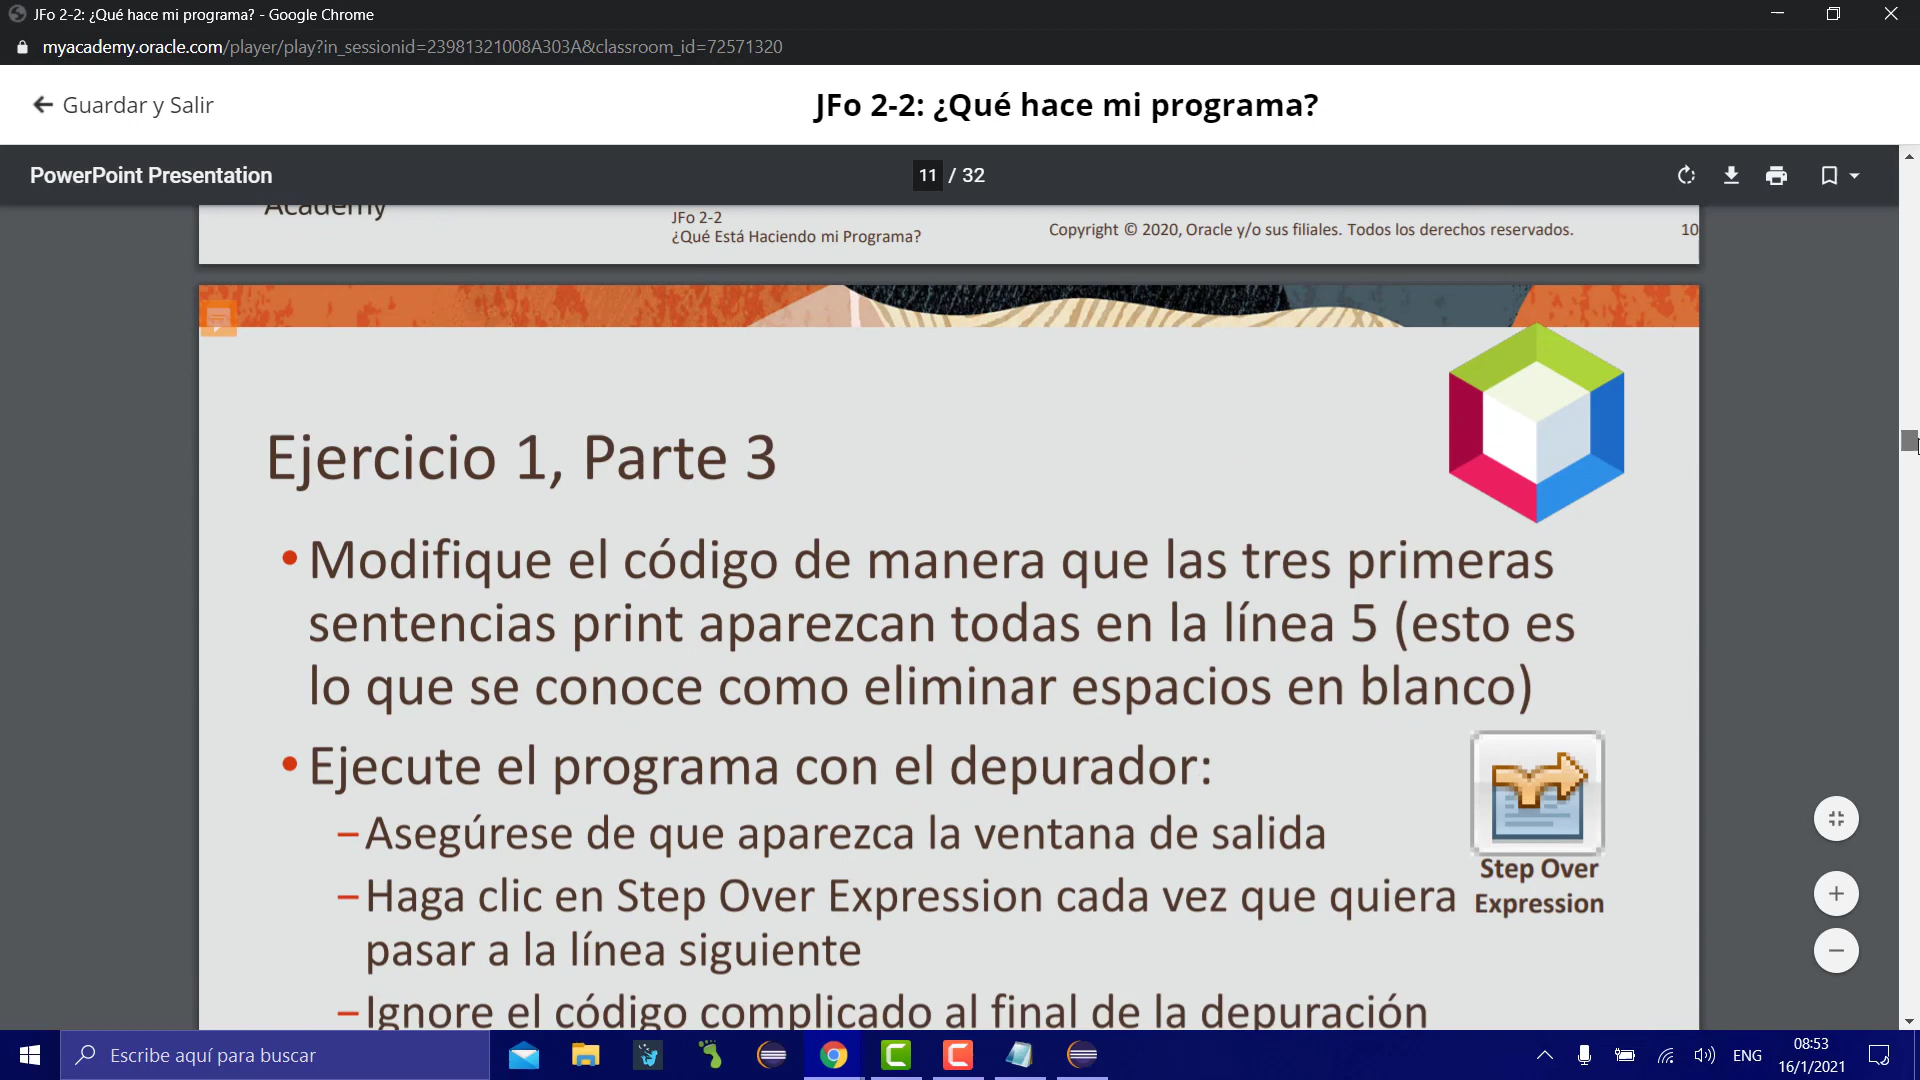 JFo 2-2: ¿Qué hace mi programa? - Google Chrome
myacademy.oracle.com/player/play?in_sessionid=23981321008A303A&classroom_id=72571320
Guardar y Salir
JFo 2-2: ¿Qué hace mi programa?
PowerPoint Presentation
11 / 32
Academy
JFo 2-2
¿Qué Está Haciendo mi Programa?
Copyright © 2020, Oracle y/o sus filiales. Todos los derechos reservados.
10
Ejercicio 1, Parte 3
• Modifique el código de manera que las tres primeras
sentencias print aparezcan todas en la línea 5 (esto es
lo que se conoce como eliminar espacios en blanco)
• Ejecute el programa con el depurador:
– Asegúrese de que aparezca la ventana de salida
– Haga clic en Step Over Expression cada vez que quiera
pasar a la línea siguiente
– Ignore el código complicado al final de la depuración
Step Over
Expression
Escribe aquí para buscar
ENG
08:53
16/1/2021